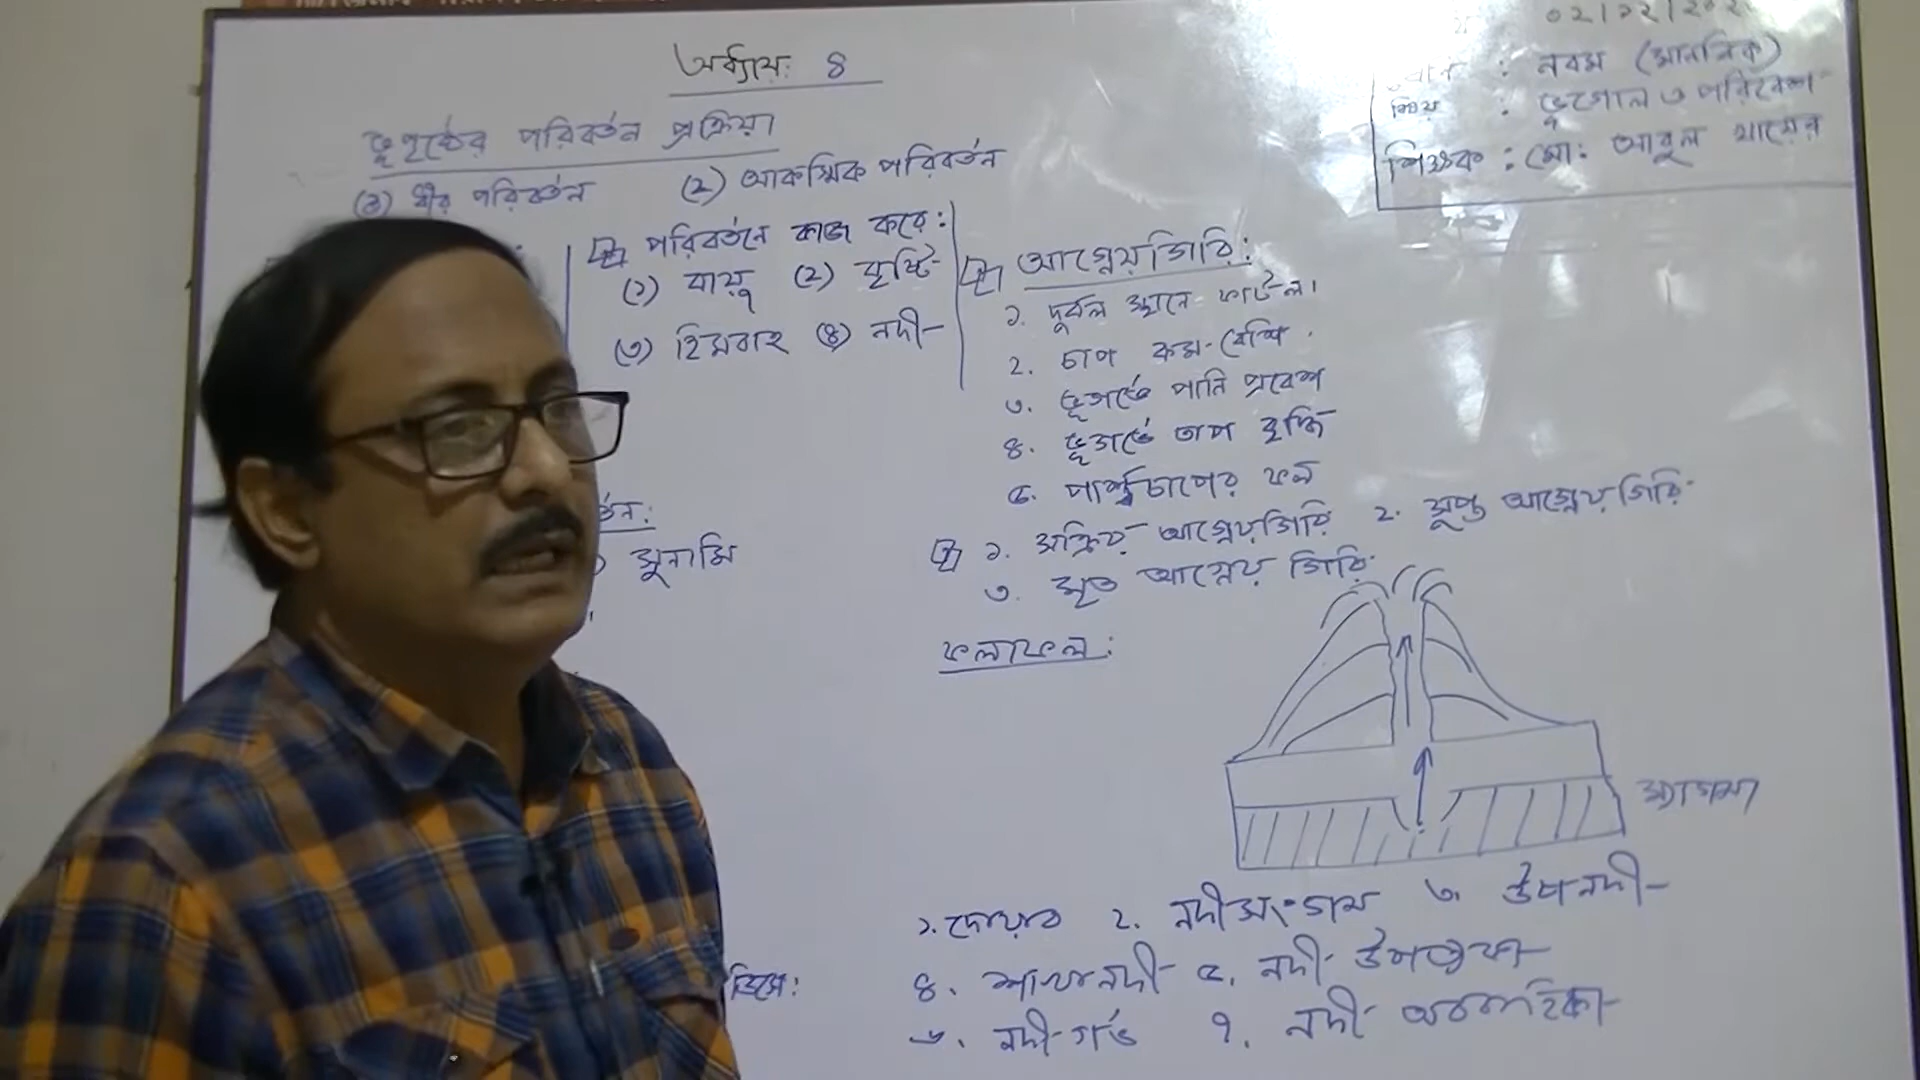 অধ্যায়: ৪
০২।১২।২০২
: নবম (মানবিক)
বিষয় : ভূগোল ও পরিবেশ
শিক্ষক : মো: আবুল খায়ের
ভূপৃষ্ঠের পরিবর্তন প্রক্রিয়া
(১) ধীর পরিবর্তন (২) আকস্মিক পরিবর্তন
পরিবর্তনে কাজ করে:
(১) বায়ু (২) বৃষ্টি
(৩) হিমবাহ (৪) নদী
আগ্নেয়গিরি:
১. দুর্বল স্থানে ফাটল।
২. চাপ কম-বেশি
৩. ভূগর্ভে পানি প্রবেশ
৪. ভূগর্ভে তাপ বৃদ্ধি
৫. পার্শ্বচাপের ফল
১. সক্রিয় আগ্নেয়গিরি ২. সুপ্ত আগ্নেয়গিরি
৩. মৃত আগ্নেয়গিরি
র্তন:
সুনামি
ফলাফল:
ম্যাগমা
১. দোয়াব ২. নদীসংগম ৩. উপনদী
৪. শাখানদী ৫. নদী উপত্যকা
৬. নদীগর্ভ ৭. নদী অববাহিকা